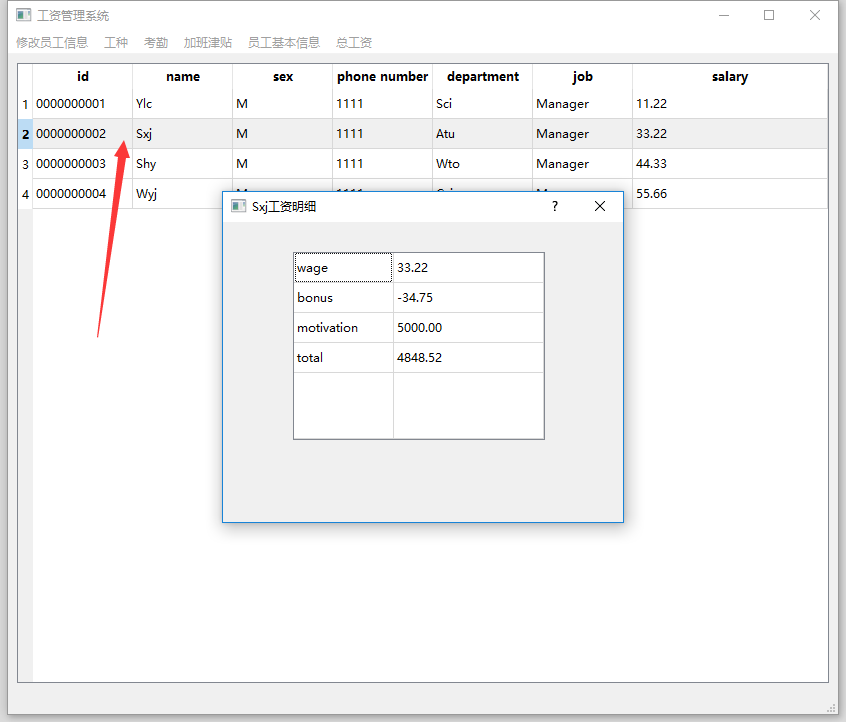 工资管理系统
修改员工信息 工种 考勤 加班津贴 员工基本信息 总工资
id name sex phone number department job salary
1 0000000001 Ylc M 1111 Sci Manager 11.22
2 0000000002 Sxj M 1111 Atu Manager 33.22
3 0000000003 Shy M 1111 Wto Manager 44.33
4 0000000004 Wyj 55.66
Sxj工资明细 ?
wage 33.22
bonus -34.75
motivation 5000.00
total 4848.52